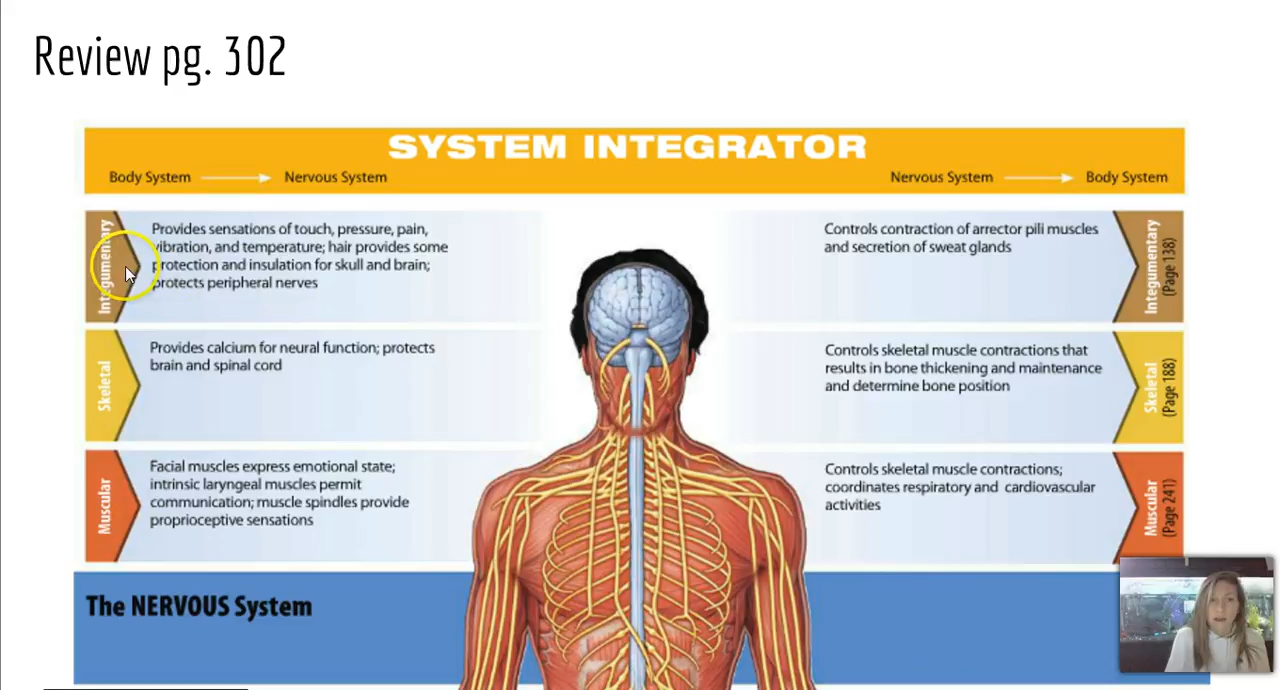 Review pg. 302
SYSTEM INTEGRATOR
Body System
Nervous System
Nervous System
Body System
Integumentary
Provides sensations of touch, pressure, pain,
vibration, and temperature; hair provides some
protection and insulation for skull and brain;
protects peripheral nerves
Controls contraction of arrector pili muscles
and secretion of sweat glands
Integumentary
(Page 138)
Skeletal
Provides calcium for neural function; protects
brain and spinal cord
Controls skeletal muscle contractions that
results in bone thickening and maintenance
and determine bone position
Skeletal
(Page 188)
Muscular
Facial muscles express emotional state;
intrinsic laryngeal muscles permit
communication; muscle spindles provide
proprioceptive sensations
Controls skeletal muscle contractions;
coordinates respiratory and cardiovascular
activities
Muscular
(Page 241)
The NERVOUS System